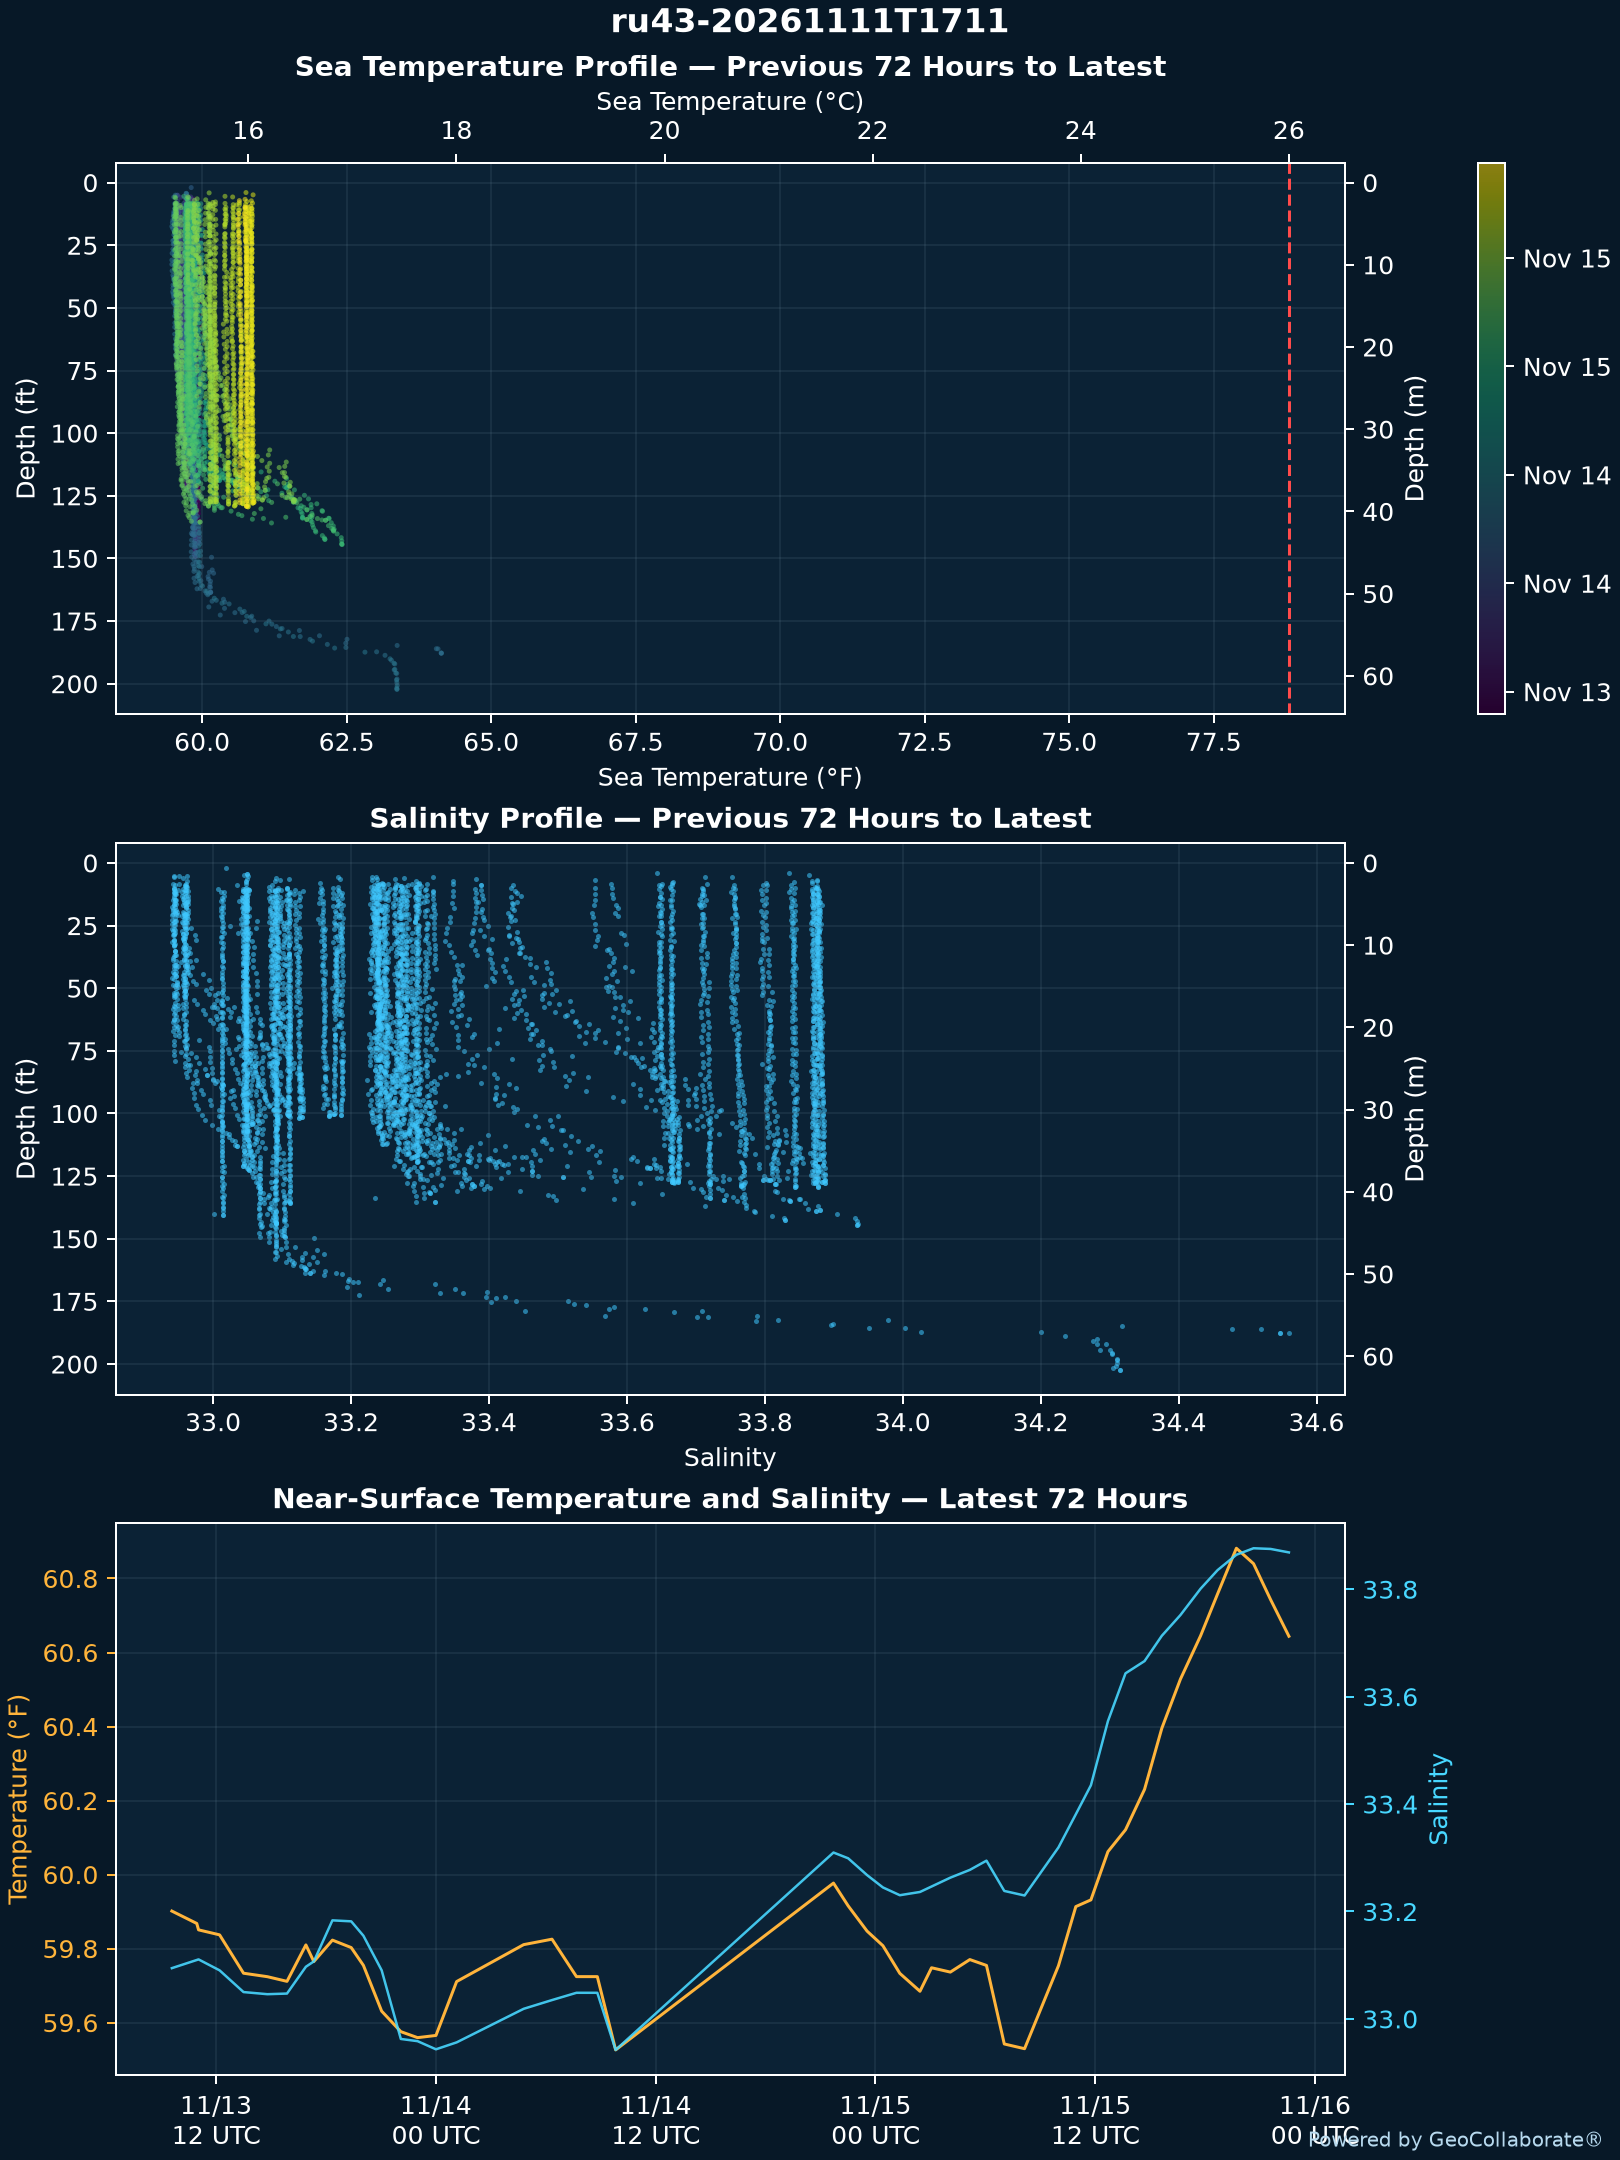 ru43-20261111T1711
Sea Temperature Profile — Previous 72 Hours to Latest
Sea Temperature (°C)
16 18 20 22 24 26
0 25 50 75 100 125 150 175 200
Depth (ft)
0 10 20 30 40 50 60
Depth (m)
Nov 15
Nov 15
Nov 14
Nov 14
Nov 13
60.0 62.5 65.0 67.5 70.0 72.5 75.0 77.5
Sea Temperature (°F)
Salinity Profile — Previous 72 Hours to Latest
0 25 50 75 100 125 150 175 200
Depth (ft)
0 10 20 30 40 50 60
Depth (m)
33.0 33.2 33.4 33.6 33.8 34.0 34.2 34.4 34.6
Salinity
Near-Surface Temperature and Salinity — Latest 72 Hours
60.8 60.6 60.4 60.2 60.0 59.8 59.6
Temperature (°F)
33.8 33.6 33.4 33.2 33.0
Salinity
11/13 11/14 11/14 11/15 11/15 11/16
12 UTC 00 UTC 12 UTC 00 UTC 12 UTC 00 UTC
Powered by GeoCollaborate®